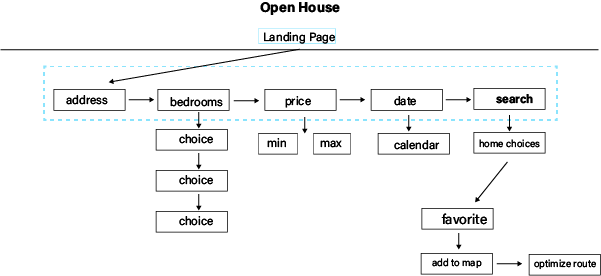 Open House
Landing Page
address
bedrooms
price
date
search
choice
min
max
calendar
home choices
choice
choice
favorite
add to map
optimize route